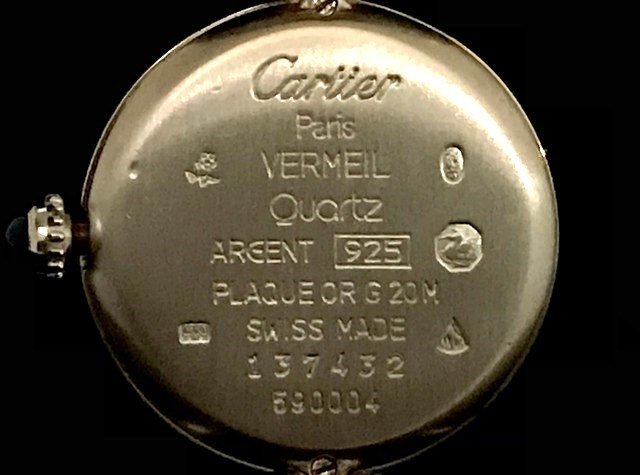 Cartier
Paris
VERMEIL
Quartz
ARGENT 925
PLAQUE OR G 20 M
SWISS MADE
137432
590004